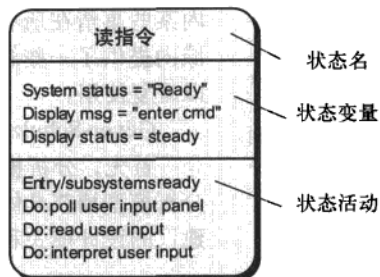 读指令
状态名
System status = "Ready"
Display msg = "enter cmd"
Display status = steady
状态变量
Entry/subsystems ready
Do: poll user input panel
Do: read user input
Do: interpret user input
状态活动